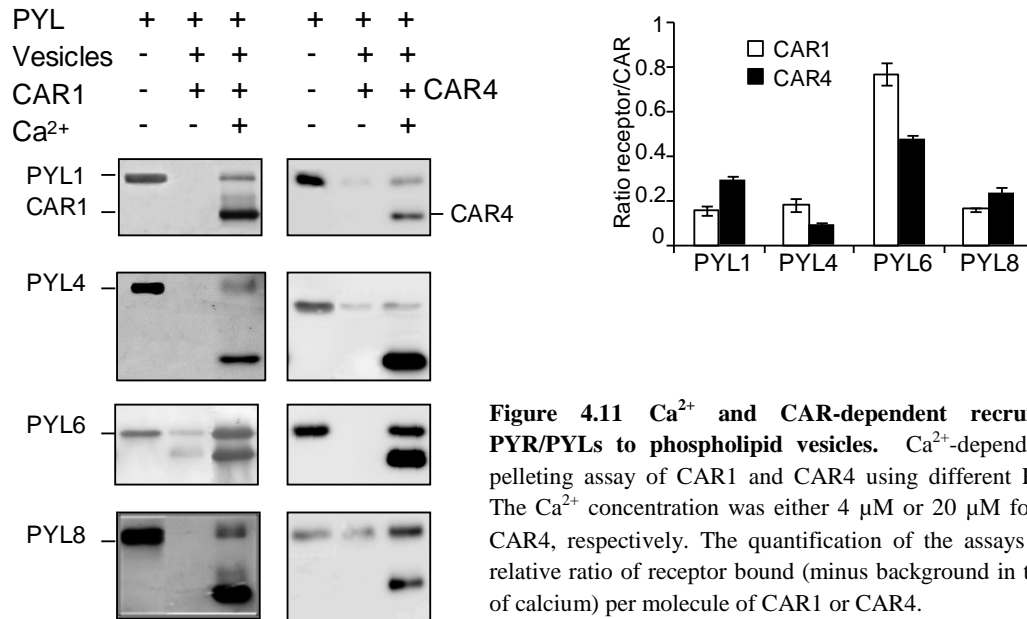 PYL + + + + + +
Vesicles - + + - + +
CAR1 - + + - + + CAR4
Ca2+ - - + - - +
PYL1
CAR1
CAR4
PYL4
PYL6
PYL8
Ratio receptor/CAR
1
0.8
0.6
0.4
0.2
0
CAR1
CAR4
PYL1 PYL4 PYL6 PYL8
Figure 4.11 Ca2+ and CAR-dependent recru
PYR/PYLs to phospholipid vesicles. Ca2+-depend
pelleting assay of CAR1 and CAR4 using different
The Ca2+ concentration was either 4 µM or 20 µM fo
CAR4, respectively. The quantification of the assays
relative ratio of receptor bound (minus background in t
of calcium) per molecule of CAR1 or CAR4.